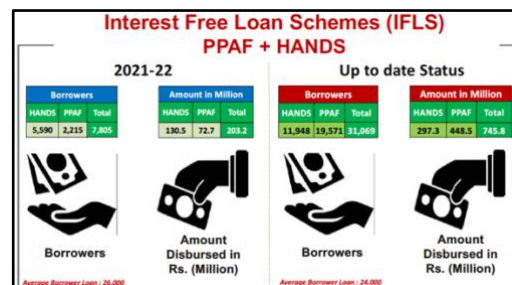 Interest Free Loan Schemes (IFLS)
PPAF + HANDS
2021-22
Borrowers
HANDS PPAF Total
5,590 2,215 7,805
Amount in Million
HANDS PPAF Total
130.5 72.7 203.2
Borrowers
Amount
Disbursed in
Rs. (Million)
Average Borrower Loan : 26,000
Up to date Status
Borrowers
HANDS PPAF Total
11,948 19,571 31,069
Amount in Million
HANDS PPAF Total
297.3 448.5 745.8
Borrowers
Amount
Disbursed in
Rs. (Million)
Average Borrower Loan : 24,000